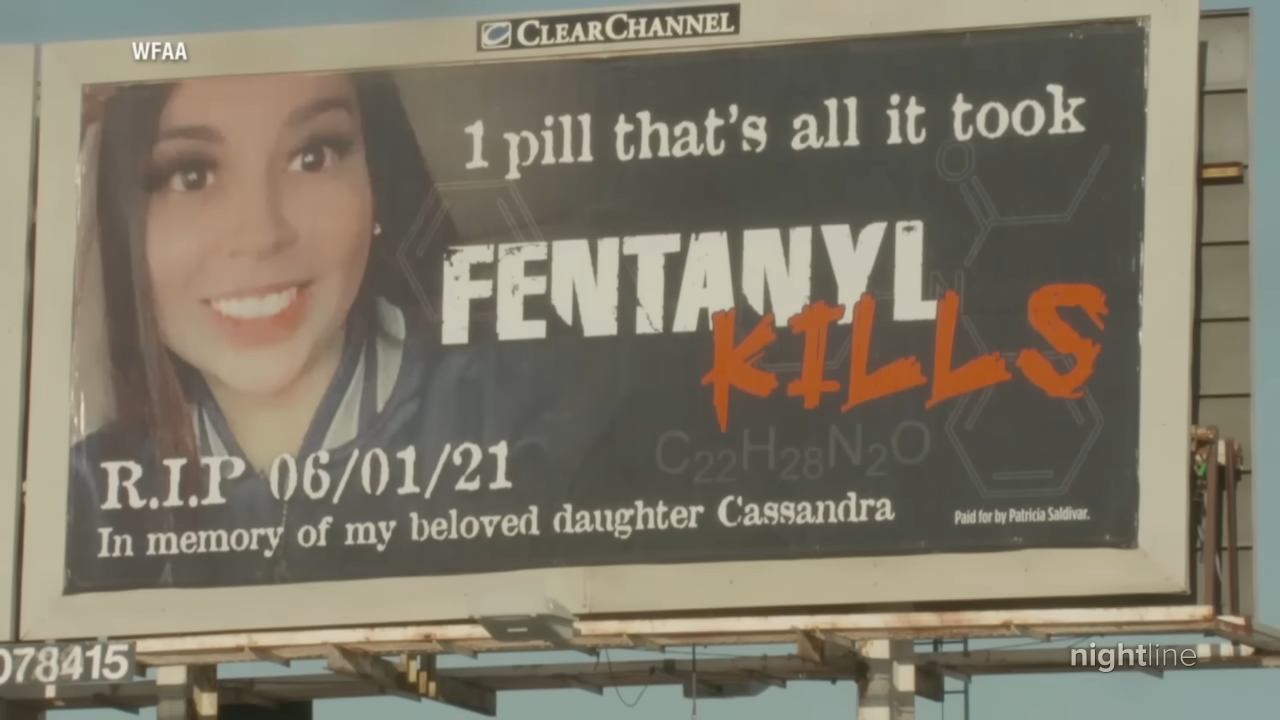 WFAA
CLEARCHANNEL
1 pill that's all it took
FENTANYL
KILLS
C22H28N2O
R.I.P 06/01/21
In memory of my beloved daughter Cassandra
Paid for by Patricia Saldivar.
078415
nightline